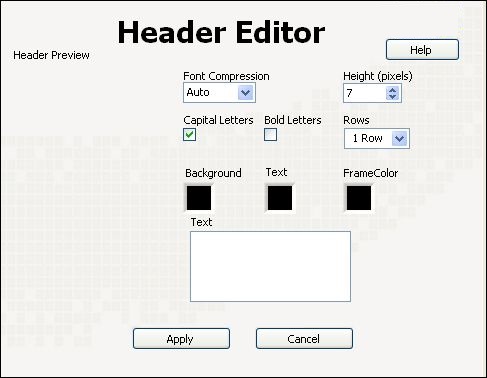 Header Editor
Help
Header Preview
Font Compression Height (pixels)
Auto 7
Capital Letters Bold Letters Rows
1 Row
Background Text FrameColor
Text
Apply Cancel